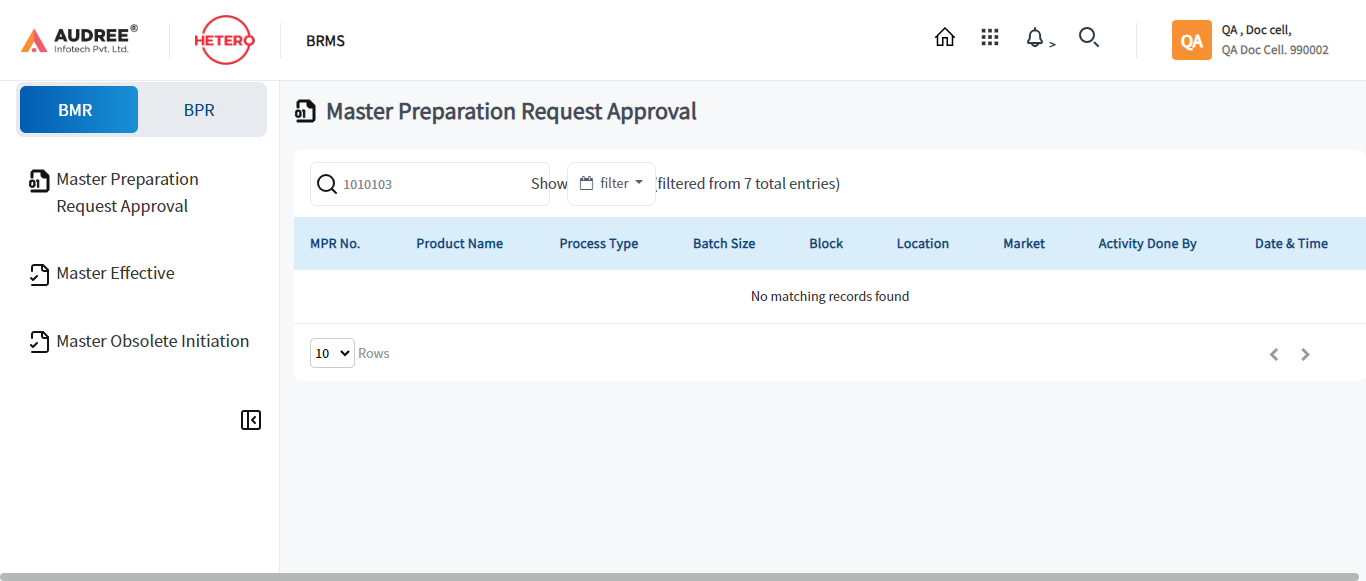 AUDREE®
Infotech Pvt. Ltd.
HETERO
BRMS
>
QA
QA , Doc cell,
QA Doc Cell. 990002
BMR
BPR
Master Preparation
Request Approval
Master Effective
Master Obsolete Initiation
01
Master Preparation Request Approval
1010103
Show
filter
(filtered from 7 total entries)
MPR No. Product Name Process Type Batch Size Block Location Market Activity Done By Date & Time
No matching records found
10 Rows